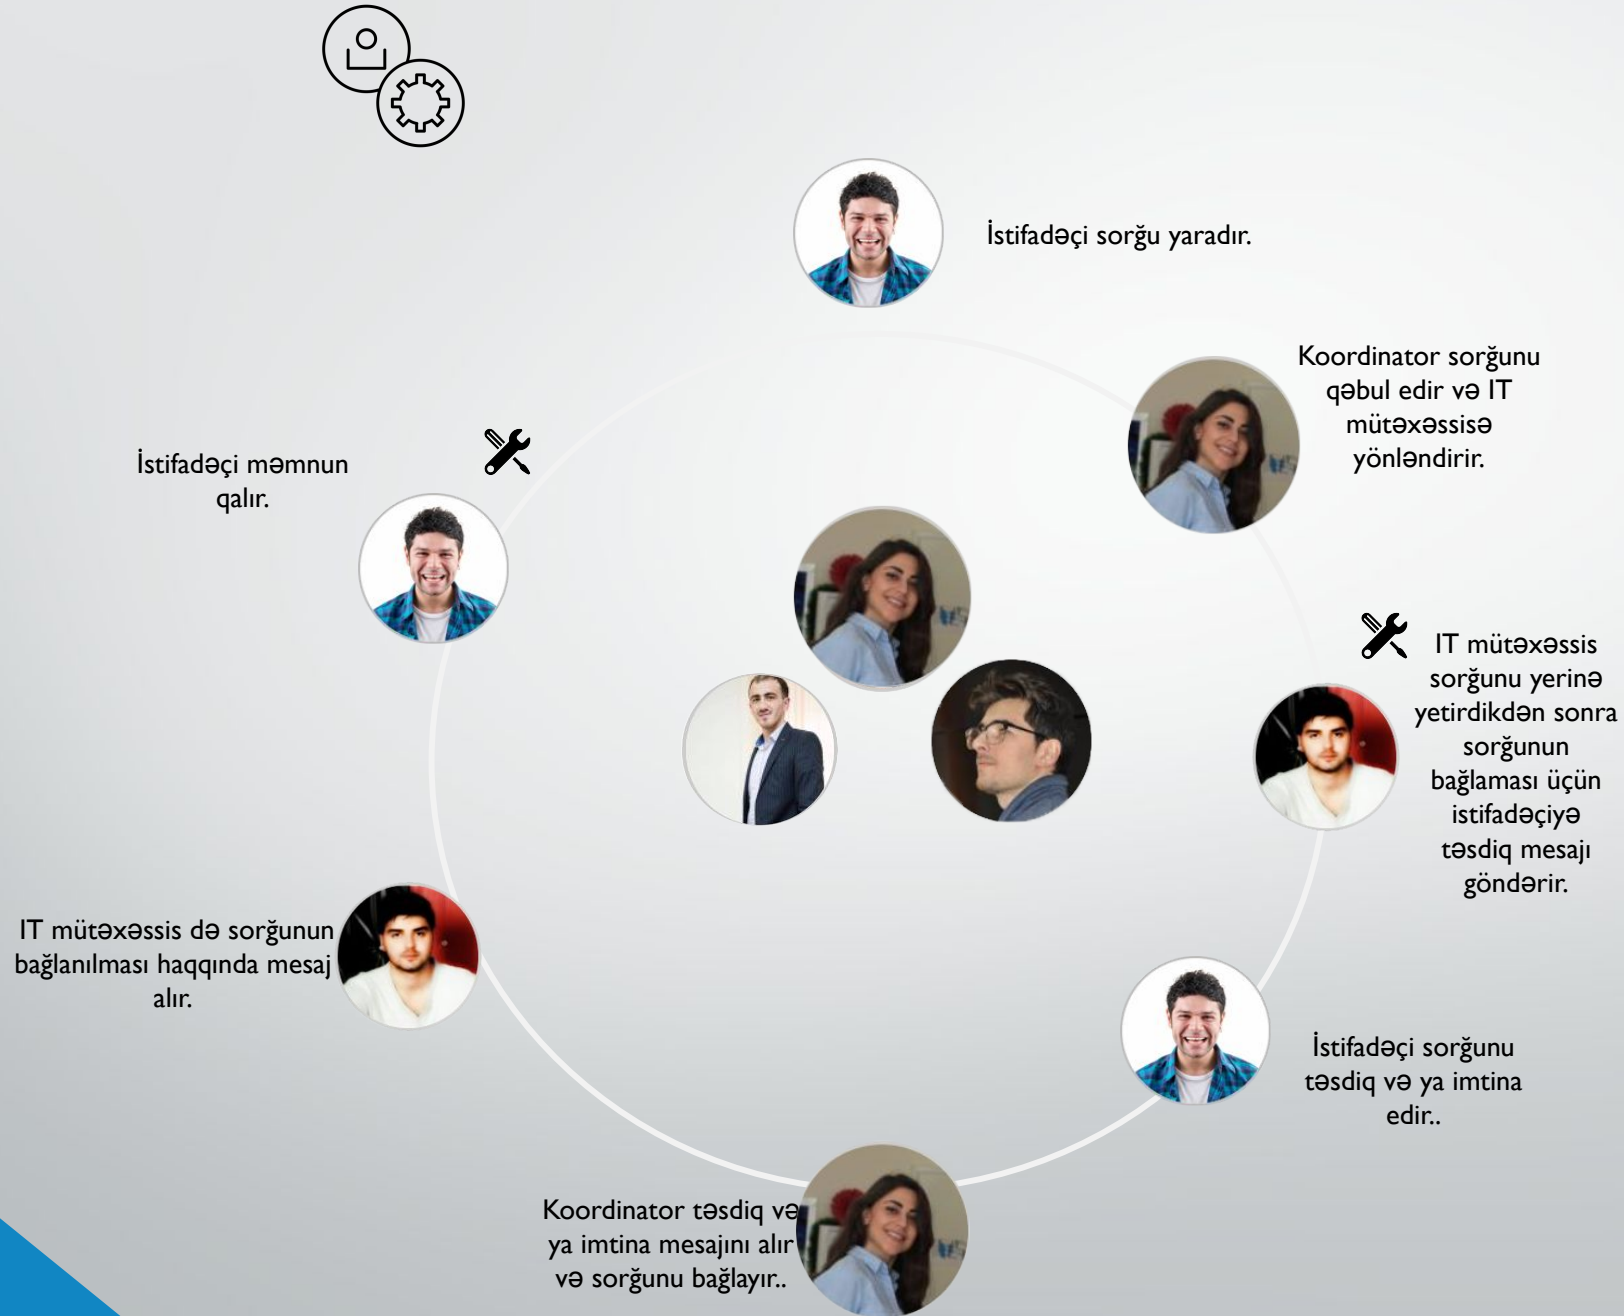 İstifadəçi sorğu yaradır.
Koordinator sorğunu
qəbul edir və IT
mütəxəssisə
yönləndirir.
IT mütəxəssis
sorğunu yerinə
yetirdikdən sonra
sorğunun
bağlaması üçün
istifadəçiyə
təsdiq mesajı
göndərir.
İstifadəçi sorğunu
təsdiq və ya imtina
edir..
Koordinator təsdiq və
ya imtina mesajını alır
və sorğunu bağlayır..
IT mütəxəssis də sorğunun
bağlanılması haqqında mesaj
alır.
İstifadəçi məmnun
qalır.